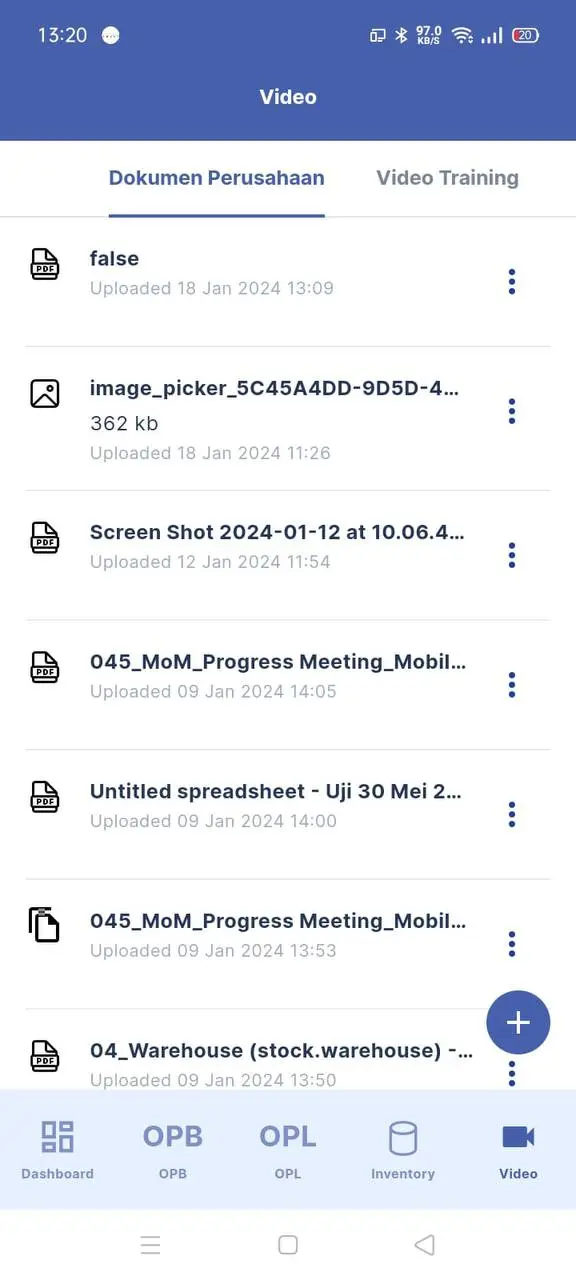 13:20
97.0
KB/S
20
Video
Dokumen Perusahaan
Video Training
false
Uploaded 18 Jan 2024 13:09
image_picker_5C45A4DD-9D5D-4...
362 kb
Uploaded 18 Jan 2024 11:26
Screen Shot 2024-01-12 at 10.06.4...
Uploaded 12 Jan 2024 11:54
045_MoM_Progress Meeting_Mobil...
Uploaded 09 Jan 2024 14:05
Untitled spreadsheet - Uji 30 Mei 2...
Uploaded 09 Jan 2024 14:00
045_MoM_Progress Meeting_Mobil...
Uploaded 09 Jan 2024 13:53
04_Warehouse (stock.warehouse) -...
Uploaded 09 Jan 2024 13:50
PDF
PDF
PDF
PDF
PDF
OPB
OPL
Dashboard
OPB
OPL
Inventory
Video